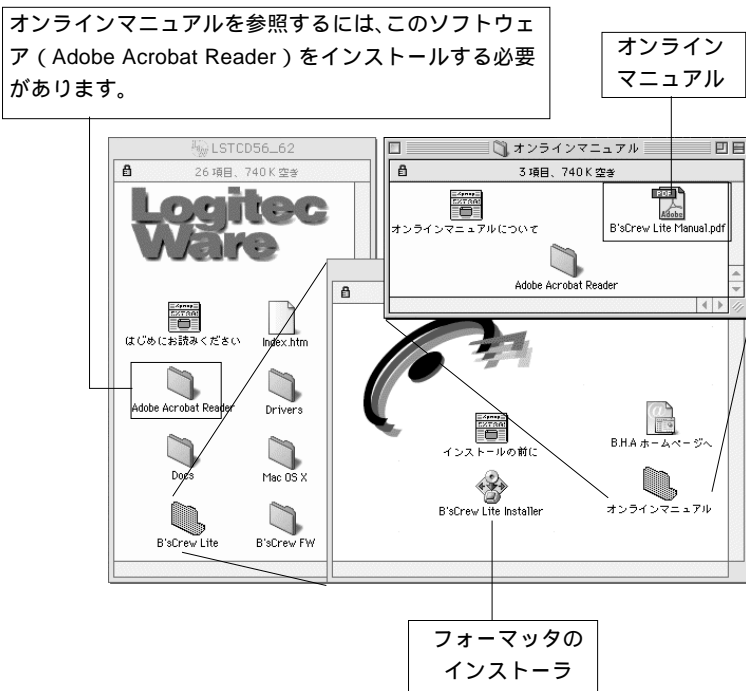 オンラインマニュアルを参照するには、このソフトウェ
ア（Adobe Acrobat Reader）をインストールする必要
があります。
オンライン
マニュアル
LSTCD56_62
26 項目、740 K 空き
Logitec
Ware
はじめにお読みください
Index.htm
Adobe Acrobat Reader
Drivers
Docs
Mac OS X
B'sCrew Lite
B'sCrew FW
オンラインマニュアル
3 項目、740 K 空き
オンラインマニュアルについて
PDF
Adobe
B'sCrew Lite Manual.pdf
Adobe Acrobat Reader
インストールの前に
B.H.A ホームページへ
B'sCrew Lite Installer
オンラインマニュアル
フォーマッタの
インストーラ